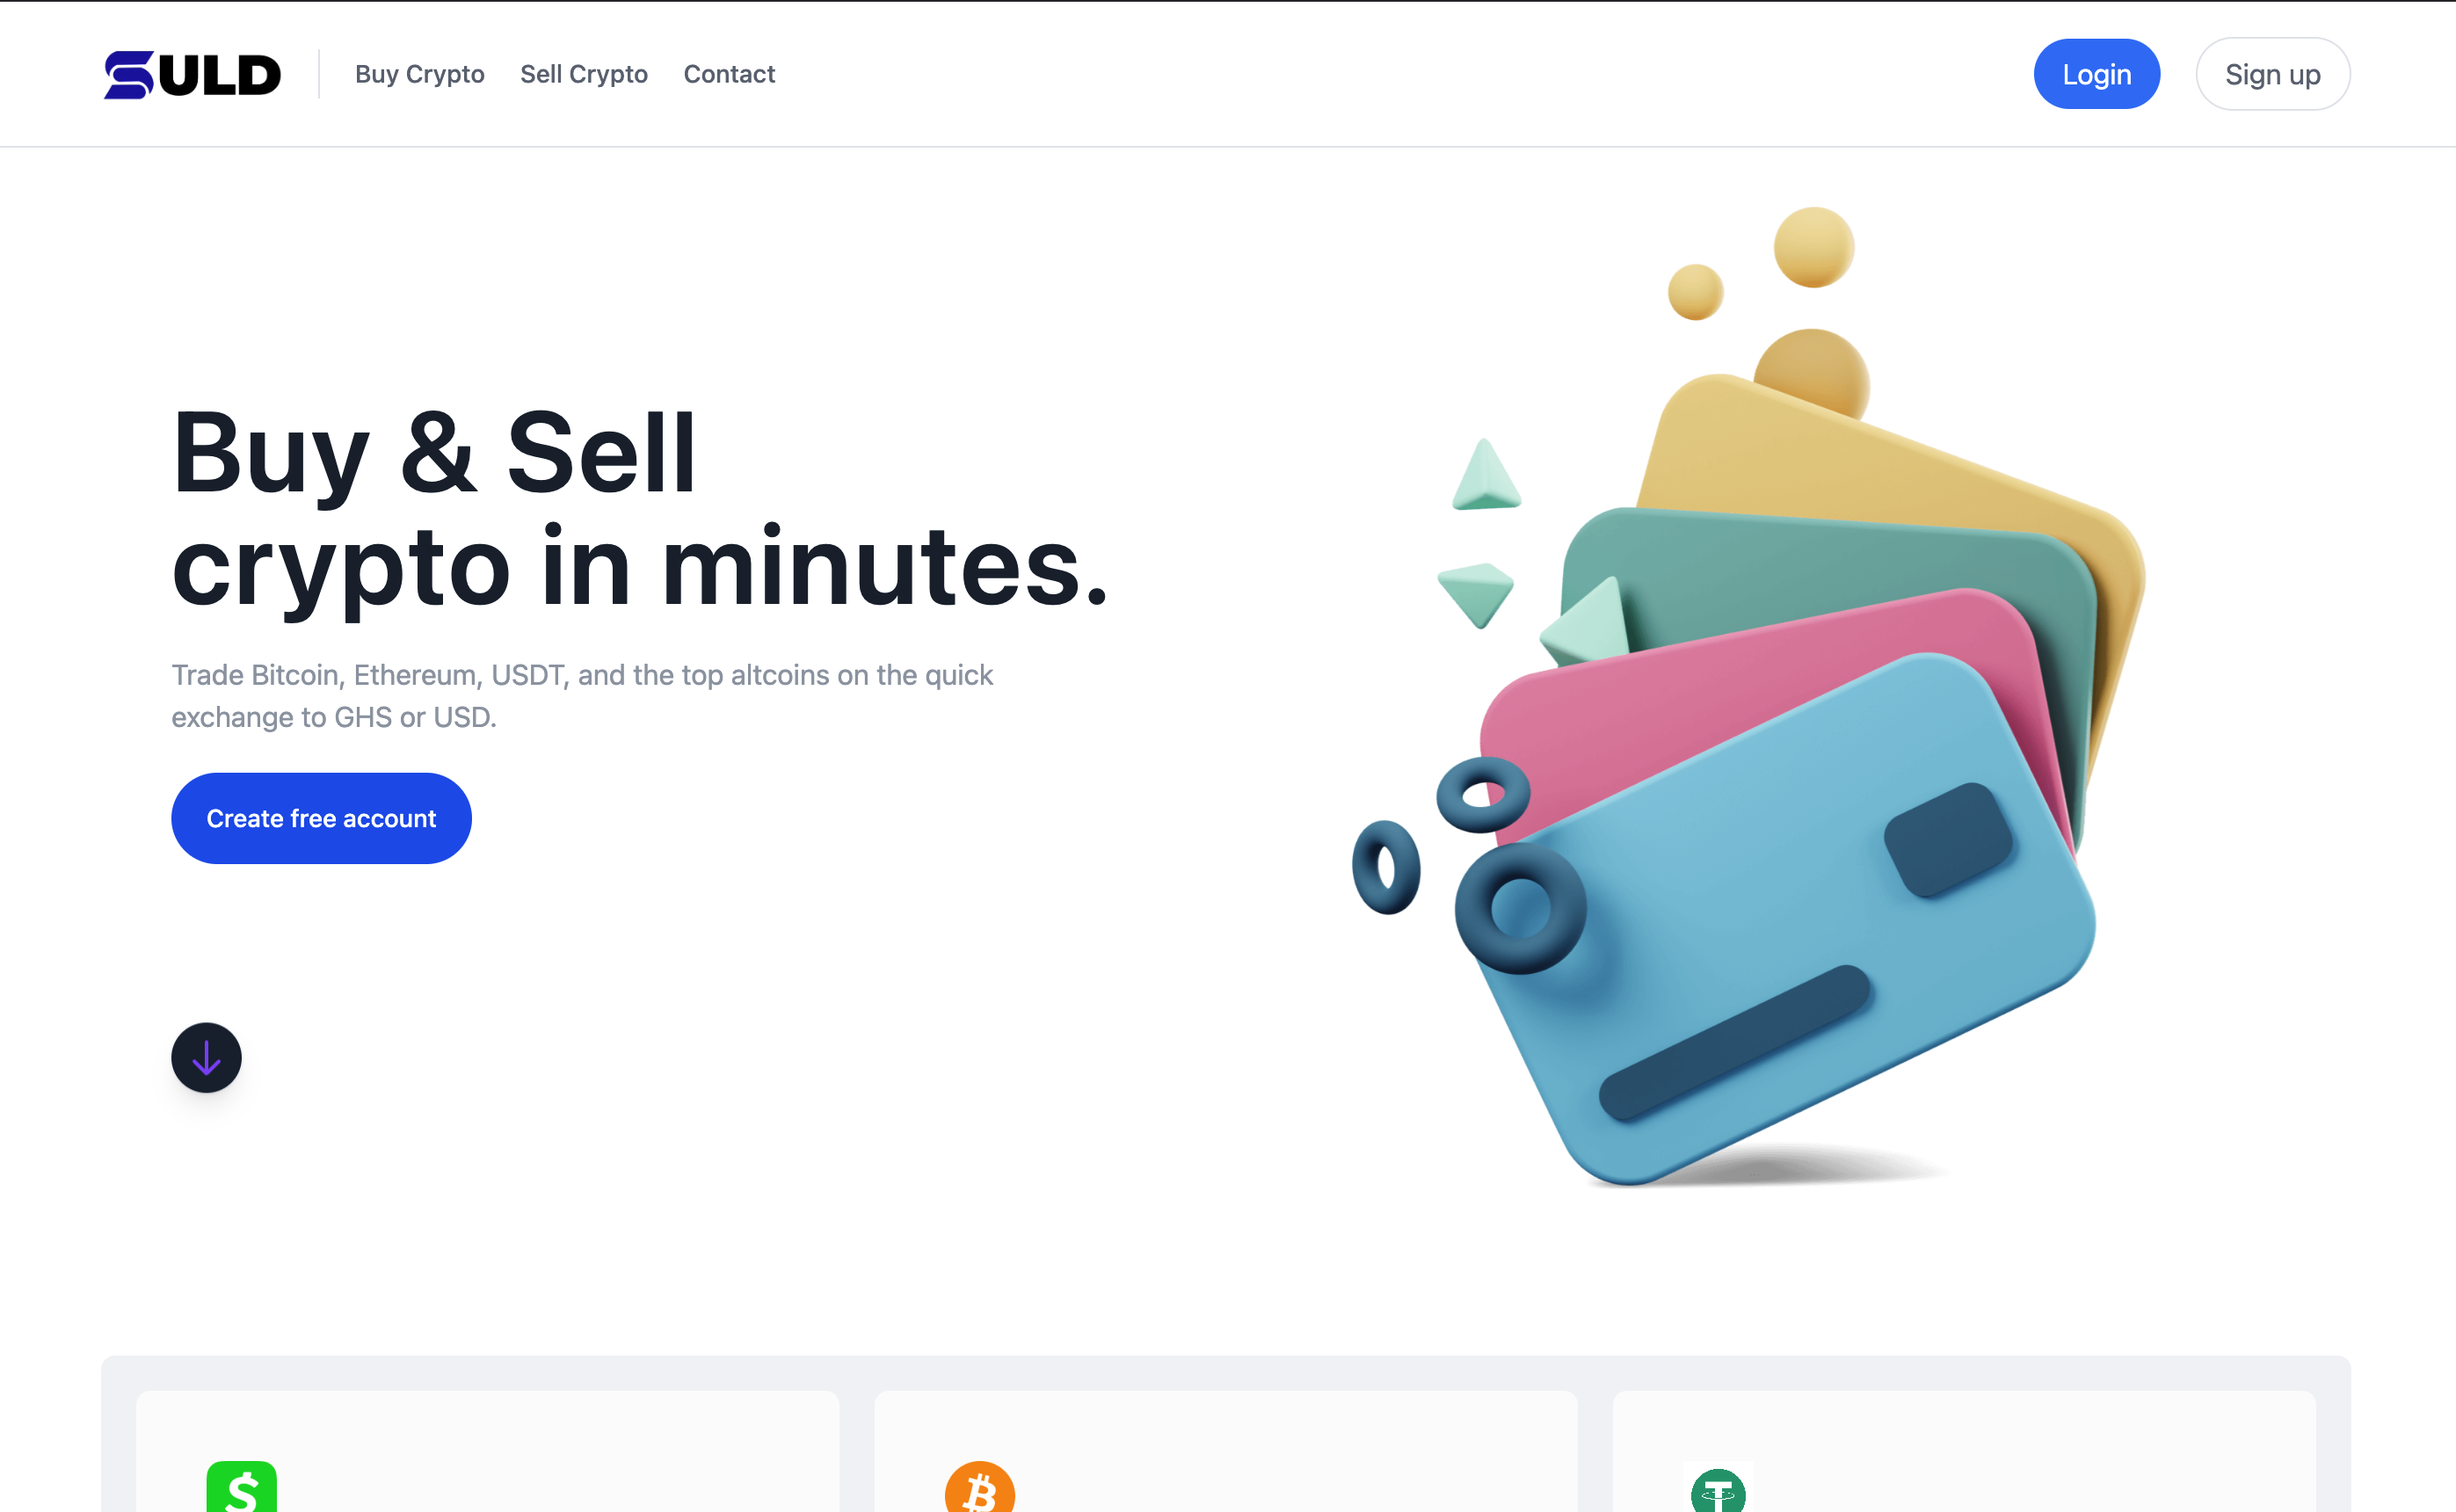 SULD
Buy Crypto
Sell Crypto
Contact
Login
Sign up
Buy & Sell
crypto in minutes.
Trade Bitcoin, Ethereum, USDT, and the top altcoins on the quick
exchange to GHS or USD.
Create free account